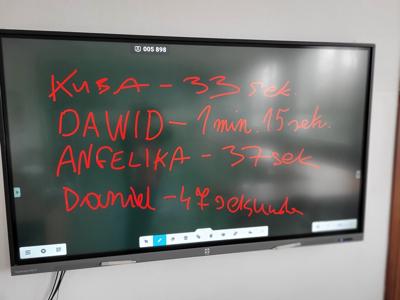 005 898
KUBA - 33 sek.
DAWID - 1 min. 15 sek.
ANGELIKA - 37 sek
Daniel - 47 sekund